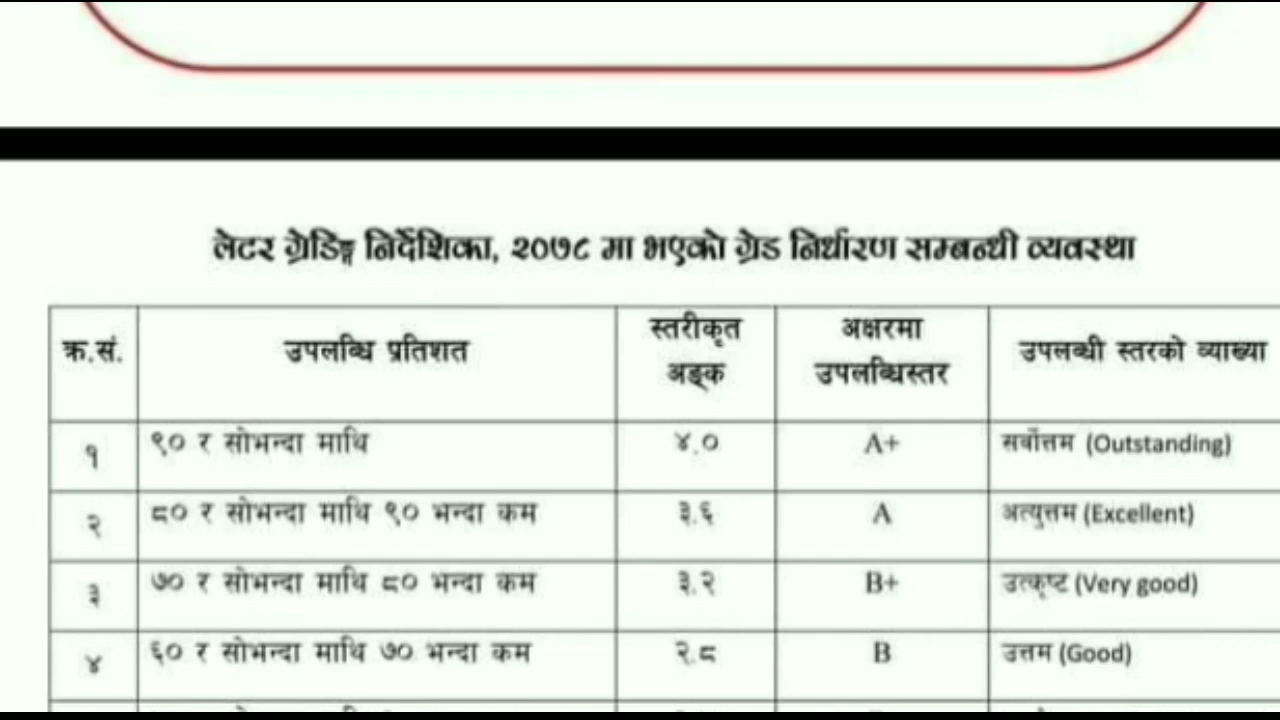 लेटर ग्रेडिङ्ग निर्देशिका, २०७८ मा भएको ग्रेड निर्धारण सम्बन्धी व्यवस्था
क्र.सं. उपलब्धि प्रतिशत स्तरीकृत अङ्क अक्षरमा उपलब्धिस्तर उपलब्धी स्तरको व्याख्या
१ ९० र सोभन्दा माथि ४.० A+ सर्वोत्तम (Outstanding)
२ ८० र सोभन्दा माथि ९० भन्दा कम ३.६ A अत्युत्तम (Excellent)
३ ७० र सोभन्दा माथि ८० भन्दा कम ३.२ B+ उत्कृष्ट (Very good)
४ ६० र सोभन्दा माथि ७० भन्दा कम २.८ B उत्तम (Good)